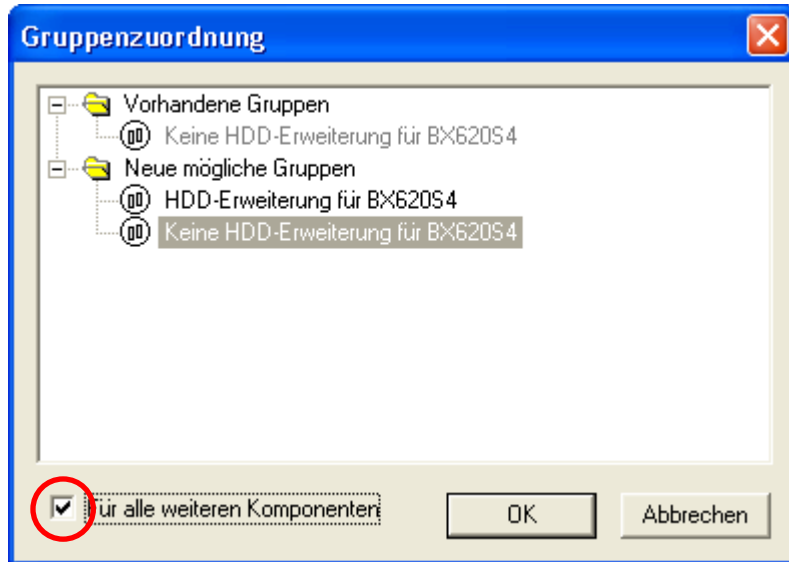 Gruppenzuordnung
Vorhandene Gruppen
Keine HDD-Erweiterung für BX620S4
Neue mögliche Gruppen
HDD-Erweiterung für BX620S4
Keine HDD-Erweiterung für BX620S4
Für alle weiteren Komponenten
OK
Abbrechen